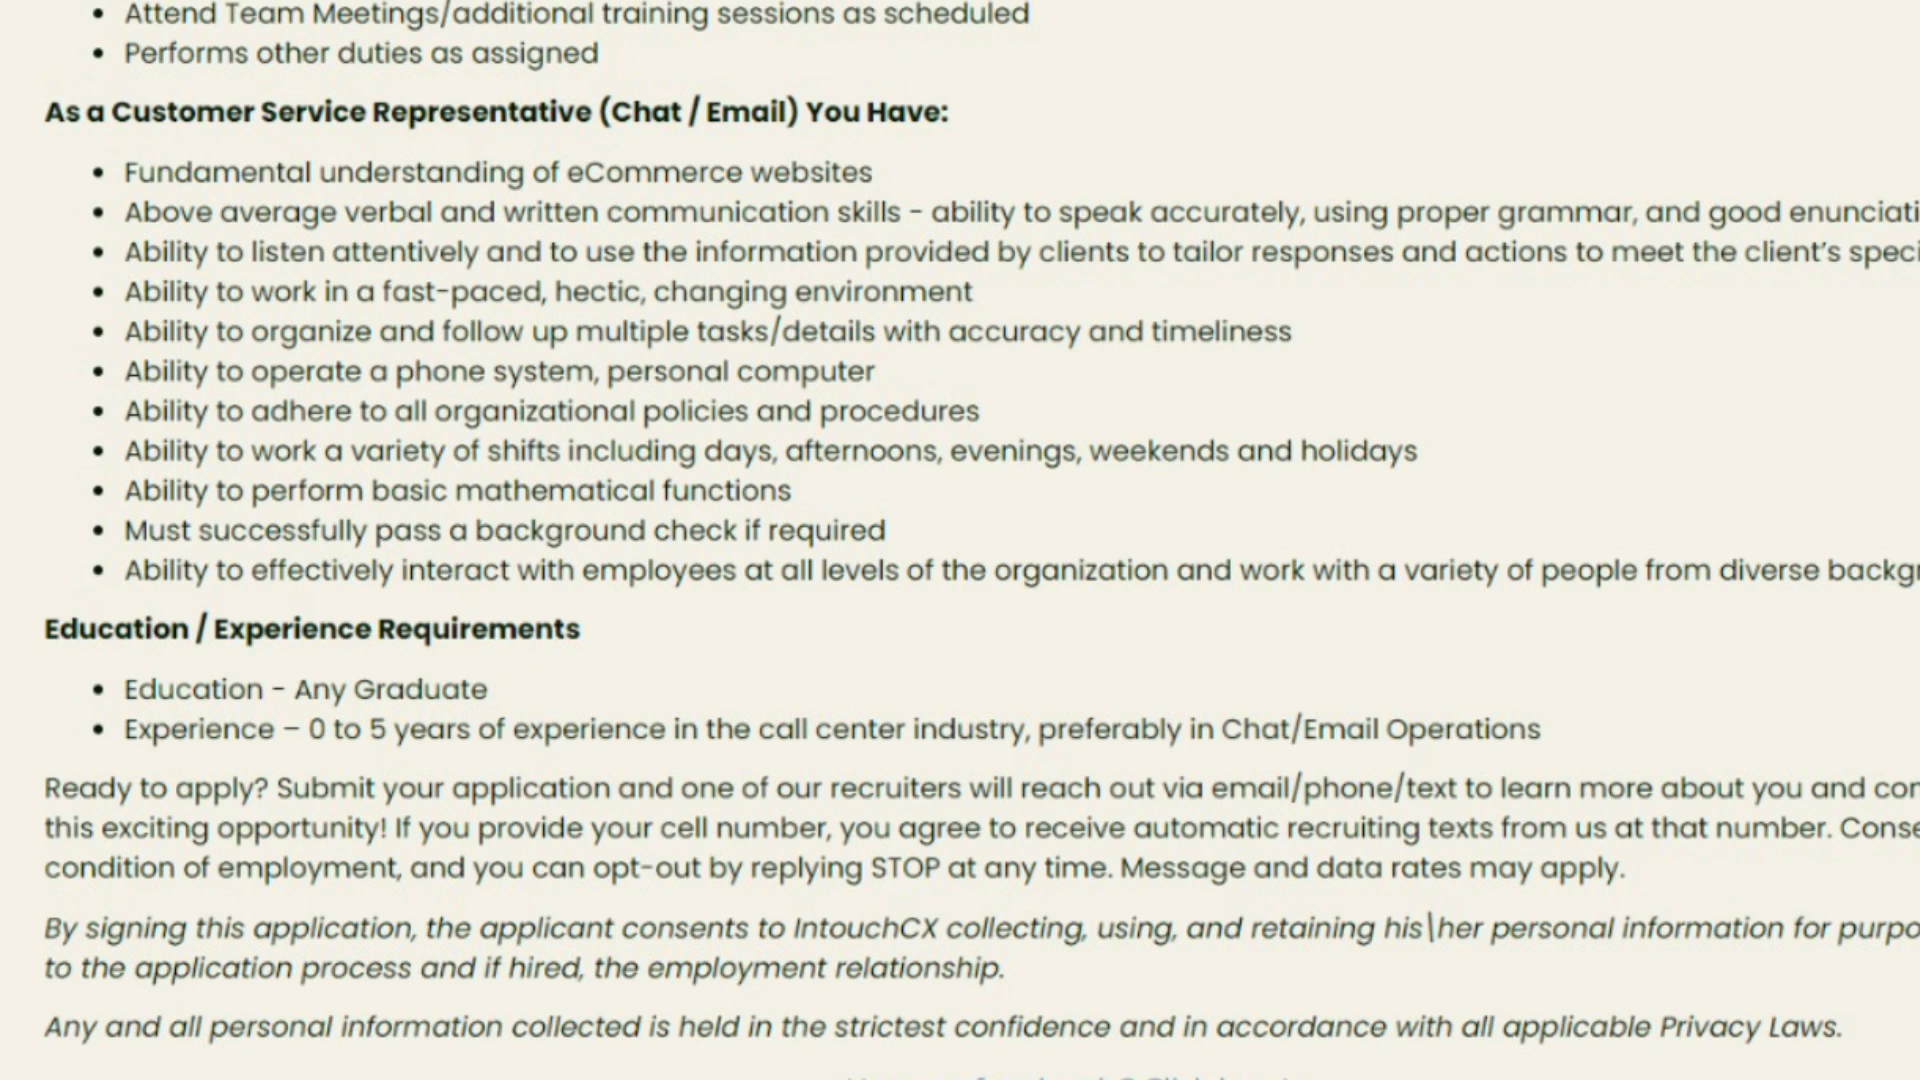 Attend Team Meetings/additional training sessions as scheduled
Performs other duties as assigned
As a Customer Service Representative (Chat / Email) You Have:
Fundamental understanding of eCommerce websites
Above average verbal and written communication skills - ability to speak accurately, using proper grammar, and good enunciati
Ability to listen attentively and to use the information provided by clients to tailor responses and actions to meet the client's speci
Ability to work in a fast-paced, hectic, changing environment
Ability to organize and follow up multiple tasks/details with accuracy and timeliness
Ability to operate a phone system, personal computer
Ability to adhere to all organizational policies and procedures
Ability to work a variety of shifts including days, afternoons, evenings, weekends and holidays
Ability to perform basic mathematical functions
Must successfully pass a background check if required
Ability to effectively interact with employees at all levels of the organization and work with a variety of people from diverse backgr
Education / Experience Requirements
Education - Any Graduate
Experience – 0 to 5 years of experience in the call center industry, preferably in Chat/Email Operations
Ready to apply? Submit your application and one of our recruiters will reach out via email/phone/text to learn more about you and con
this exciting opportunity! If you provide your cell number, you agree to receive automatic recruiting texts from us at that number. Conse
condition of employment, and you can opt-out by replying STOP at any time. Message and data rates may apply.
By signing this application, the applicant consents to IntouchCX collecting, using, and retaining his\her personal information for purpo
to the application process and if hired, the employment relationship.
Any and all personal information collected is held in the strictest confidence and in accordance with all applicable Privacy Laws.